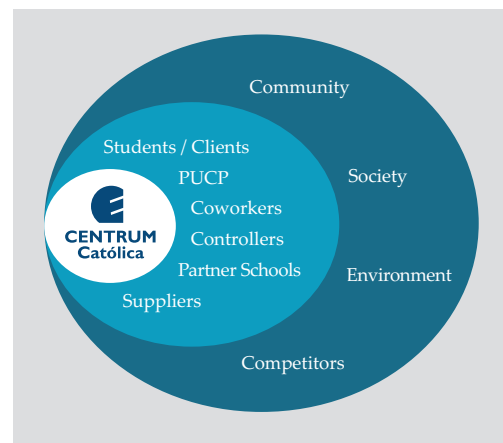 Community
Students / Clients
PUCP
Society
Coworkers
CENTRUM
Católica
Controllers
Partner Schools
Environment
Suppliers
Competitors